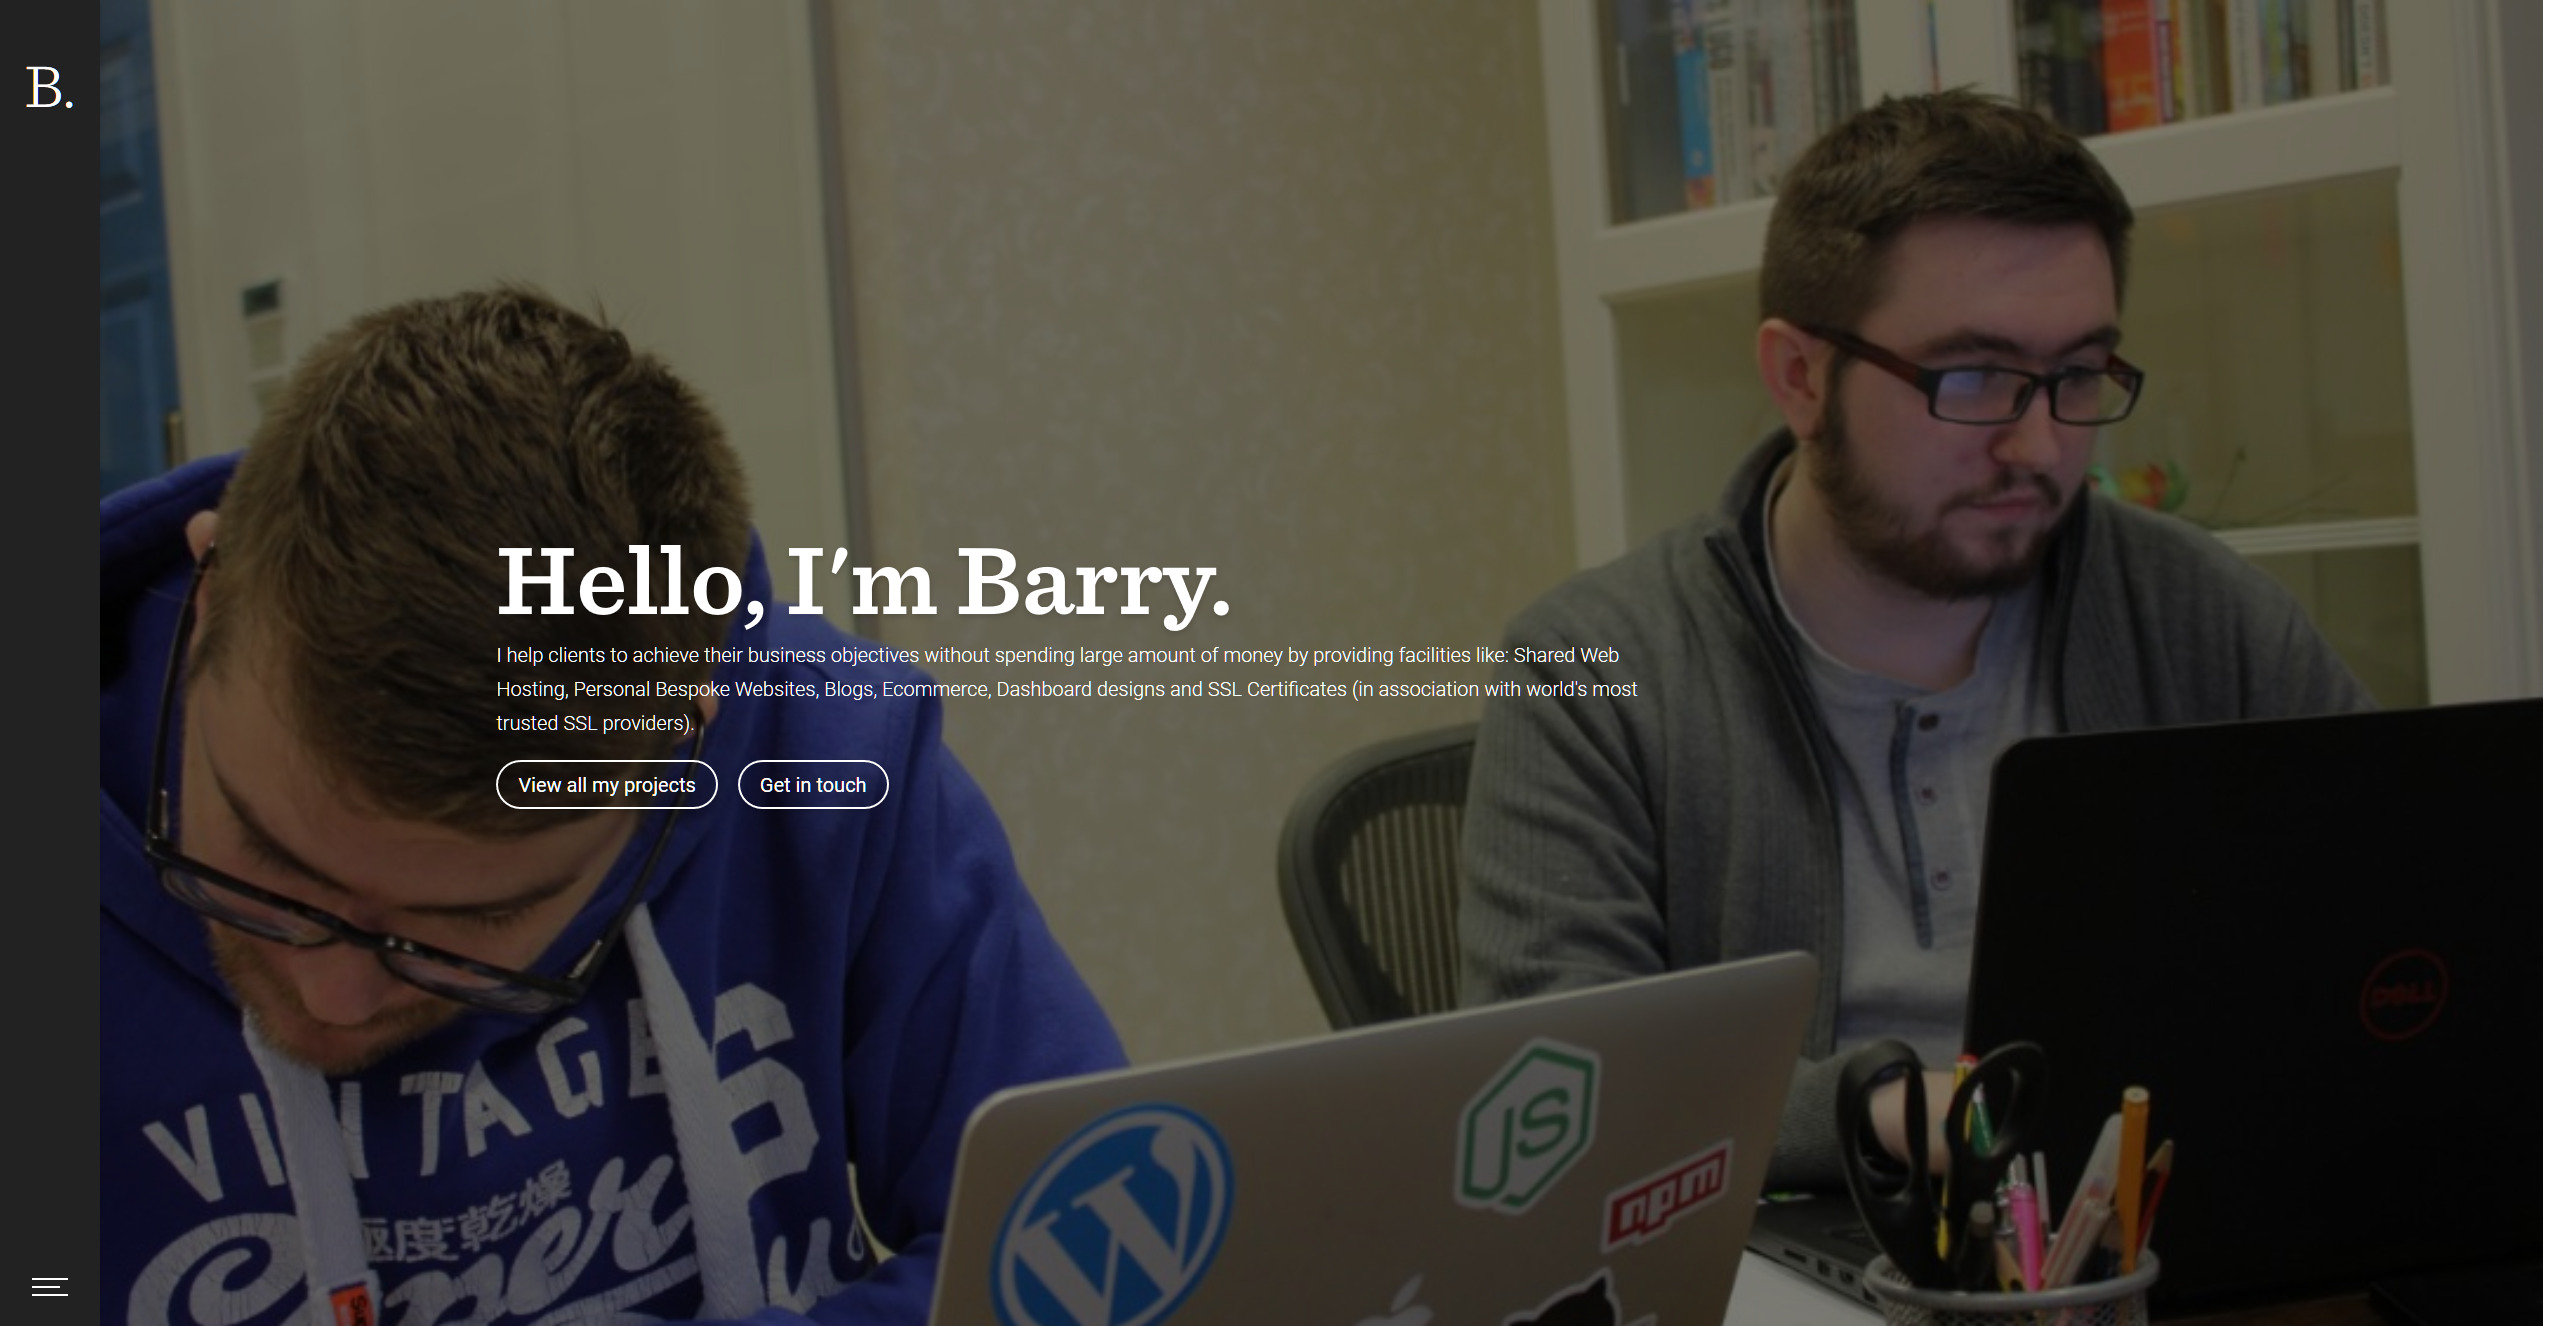 B.
Hello, I'm Barry.
I help clients to achieve their business objectives without spending large amount of money by providing facilities like: Shared Web
Hosting, Personal Bespoke Websites, Blogs, Ecommerce, Dashboard designs and SSL Certificates (in association with world's most
trusted SSL providers).
View all my projects
Get in touch
VINTAGE
度乾燥
JS
npm
W
DELL